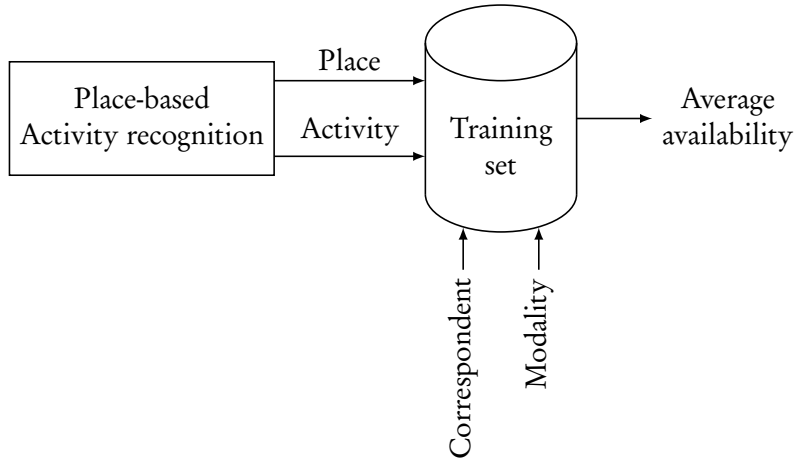 Place-based
Activity recognition
Place
Activity
Training
set
Average
availability
Correspondent
Modality